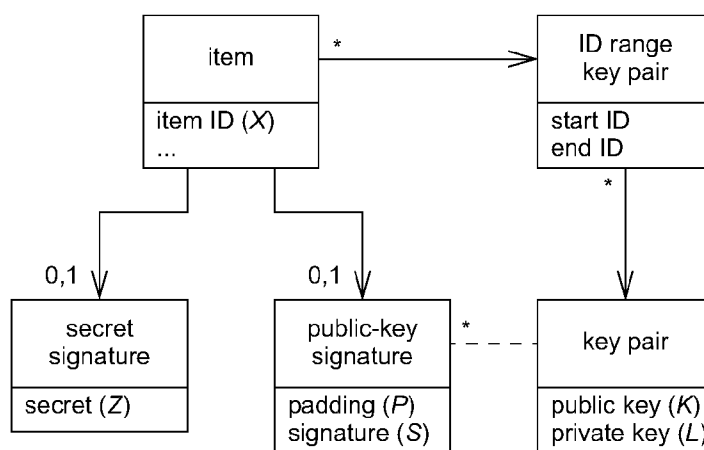 item
item ID (X)
...
*
ID range
key pair
start ID
end ID
*
0,1
secret
signature
secret (Z)
0,1
public-key
signature
padding (P)
signature (S)
*
key pair
public key (K)
private key (L)